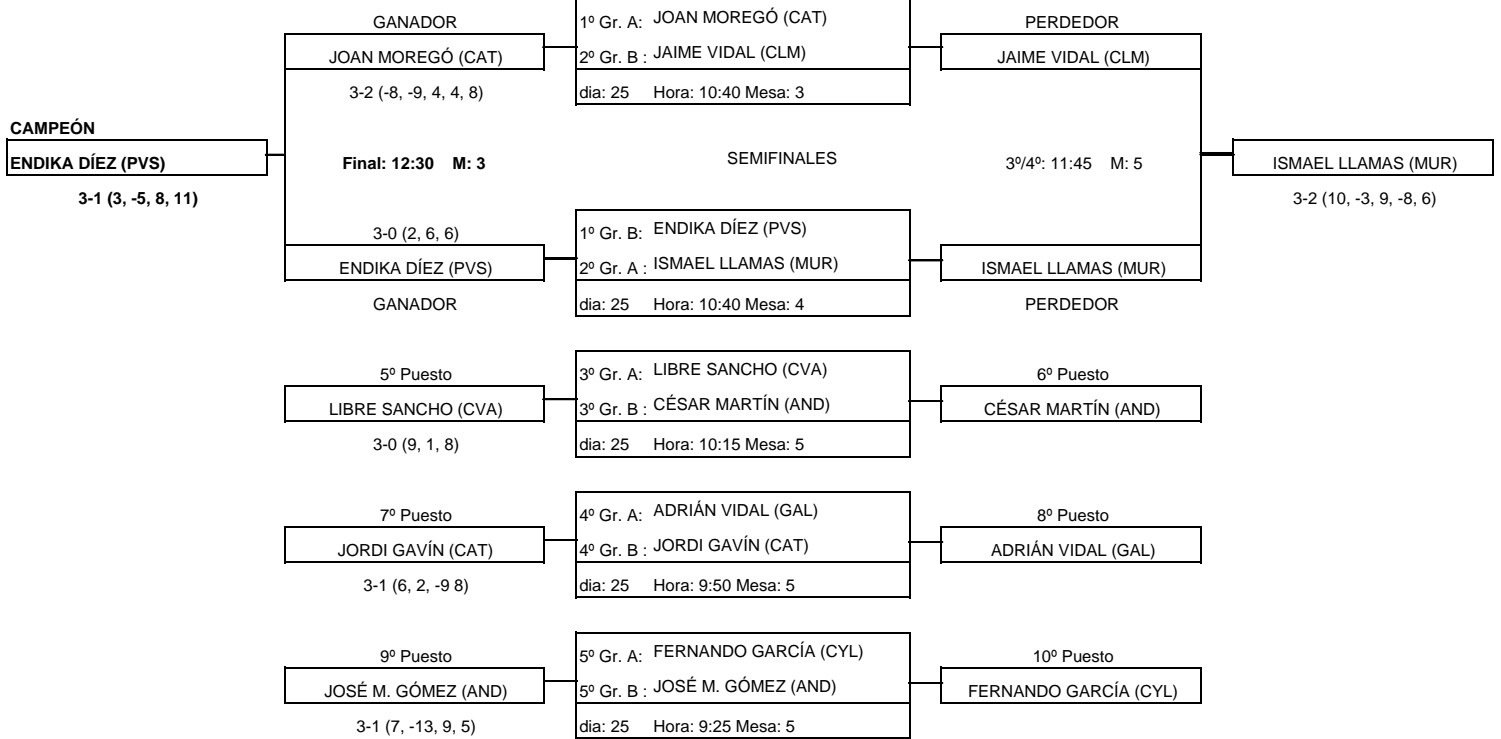 GANADOR
1º Gr. A: JOAN MOREGÓ (CAT)
PERDEDOR
JOAN MOREGÓ (CAT)
2º Gr. B : JAIME VIDAL (CLM)
JAIME VIDAL (CLM)
3-2 (-8, -9, 4, 4, 8)
dia: 25 Hora: 10:40 Mesa: 3
CAMPEÓN
ENDIKA DÍEZ (PVS)
Final: 12:30 M: 3
SEMIFINALES
3º/4º: 11:45 M: 5
ISMAEL LLAMAS (MUR)
3-1 (3, -5, 8, 11)
3-2 (10, -3, 9, -8, 6)
3-0 (2, 6, 6)
1º Gr. B: ENDIKA DÍEZ (PVS)
ENDIKA DÍEZ (PVS)
2º Gr. A : ISMAEL LLAMAS (MUR)
ISMAEL LLAMAS (MUR)
GANADOR
dia: 25 Hora: 10:40 Mesa: 4
PERDEDOR
5º Puesto
3º Gr. A: LIBRE SANCHO (CVA)
6º Puesto
LIBRE SANCHO (CVA)
3º Gr. B : CÉSAR MARTÍN (AND)
CÉSAR MARTÍN (AND)
3-0 (9, 1, 8)
dia: 25 Hora: 10:15 Mesa: 5
7º Puesto
4º Gr. A: ADRIÁN VIDAL (GAL)
8º Puesto
JORDI GAVÍN (CAT)
4º Gr. B : JORDI GAVÍN (CAT)
ADRIÁN VIDAL (GAL)
3-1 (6, 2, -9 8)
dia: 25 Hora: 9:50 Mesa: 5
9º Puesto
5º Gr. A: FERNANDO GARCÍA (CYL)
10º Puesto
JOSÉ M. GÓMEZ (AND)
5º Gr. B : JOSÉ M. GÓMEZ (AND)
FERNANDO GARCÍA (CYL)
3-1 (7, -13, 9, 5)
dia: 25 Hora: 9:25 Mesa: 5